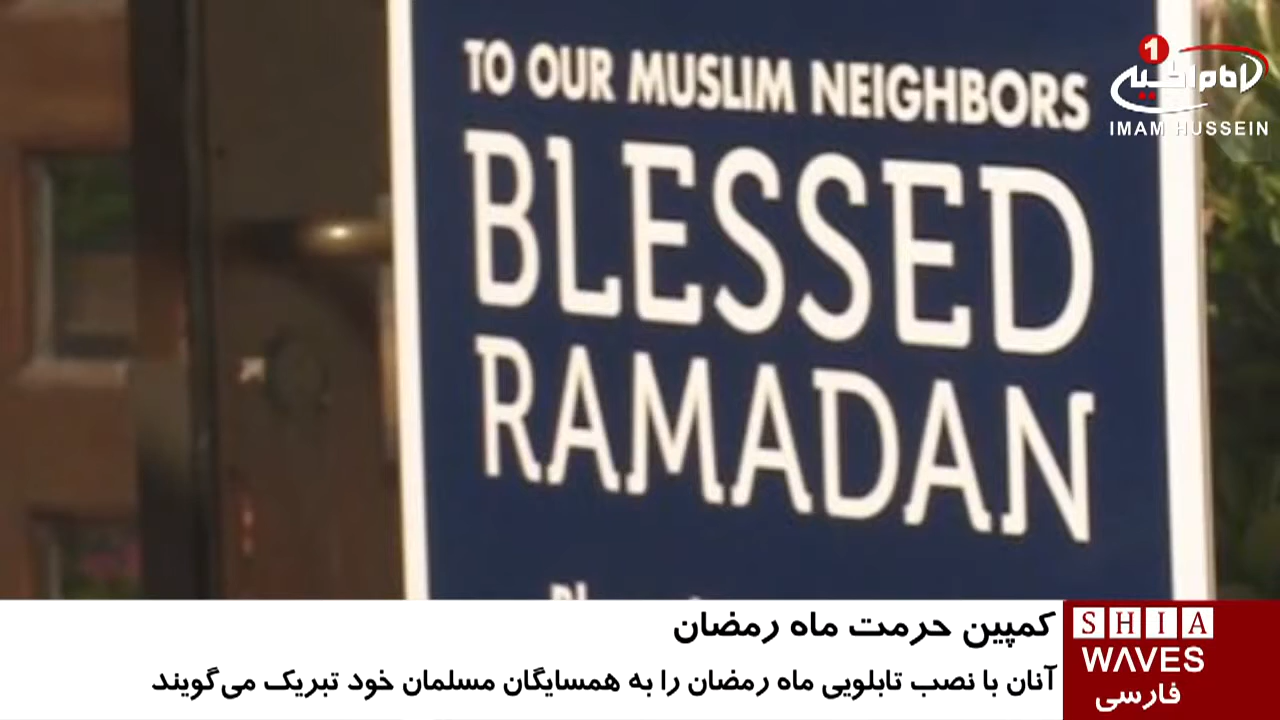 TO OUR MUSLIM NEIGHBORS
BLESSED
RAMADAN
1
امام حسین
IMAM HUSSEIN
کمپین حرمت ماه رمضان
آنان با نصب تابلویی ماه رمضان را به همسایگان مسلمان خود تبریک می‌گویند
SHIA
WAVES
فارسی